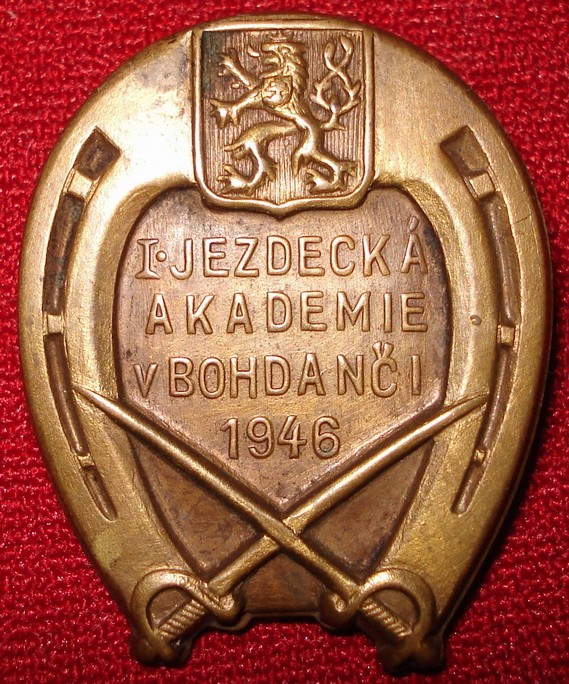 I·JEZDECKÁ
AKADEMIE
V BOHDANČI
1946